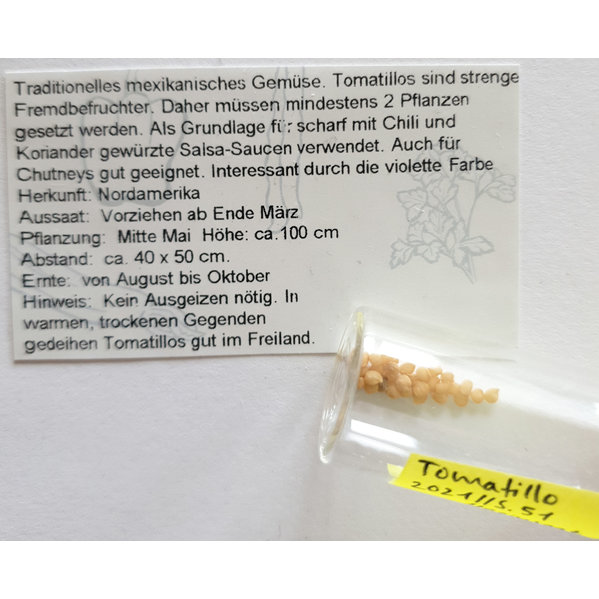 Traditionelles mexikanisches Gemüse. Tomatillos sind strenge
Fremdbefruchter. Daher müssen mindestens 2 Pflanzen
gesetzt werden. Als Grundlage für scharf mit Chili und
Koriander gewürzte Salsa-Saucen verwendet. Auch für
Chutneys gut geeignet. Interessant durch die violette Farbe
Herkunft: Nordamerika
Aussaat: Vorziehen ab Ende März
Pflanzung: Mitte Mai Höhe: ca.100 cm
Abstand: ca. 40 x 50 cm.
Ernte: von August bis Oktober
Hinweis: Kein Ausgeizen nötig. In
warmen, trockenen Gegenden
gedeihen Tomatillos gut im Freiland.
Tomatillo
2021//S.51